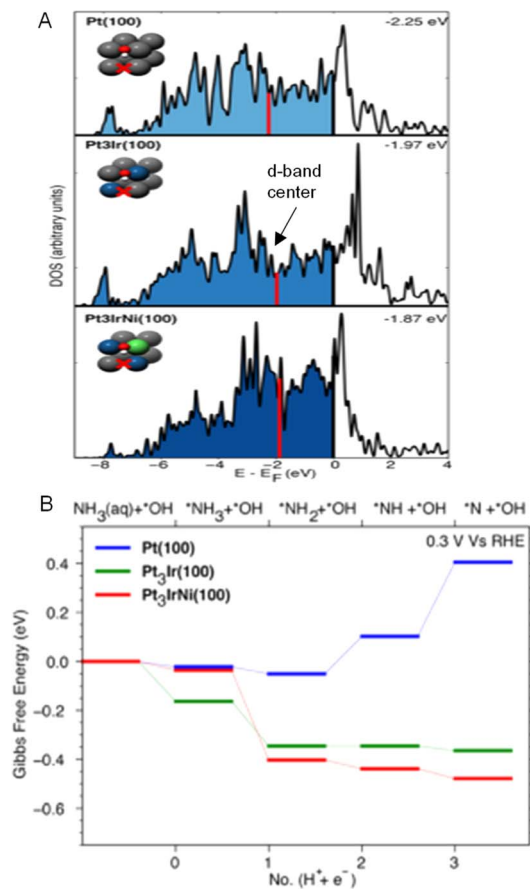 A
Pt(100)
-2.25 eV
Pt3Ir(100)
-1.97 eV
d-band
center
DOS (arbitrary units)
Pt3IrNi(100)
-1.87 eV
−8 −6 −4 −2 0 2 4
E - EF (eV)
B
NH3(aq)+*OH *NH3+*OH *NH2+*OH *NH +*OH *N +*OH
0.3 V Vs RHE
Pt(100)
Pt3Ir(100)
Pt3IrNi(100)
Gibbs Free Energy (eV)
0.4
0.2
0.0
−0.2
−0.4
−0.6
0 1 2 3
No. (H+ + e−)